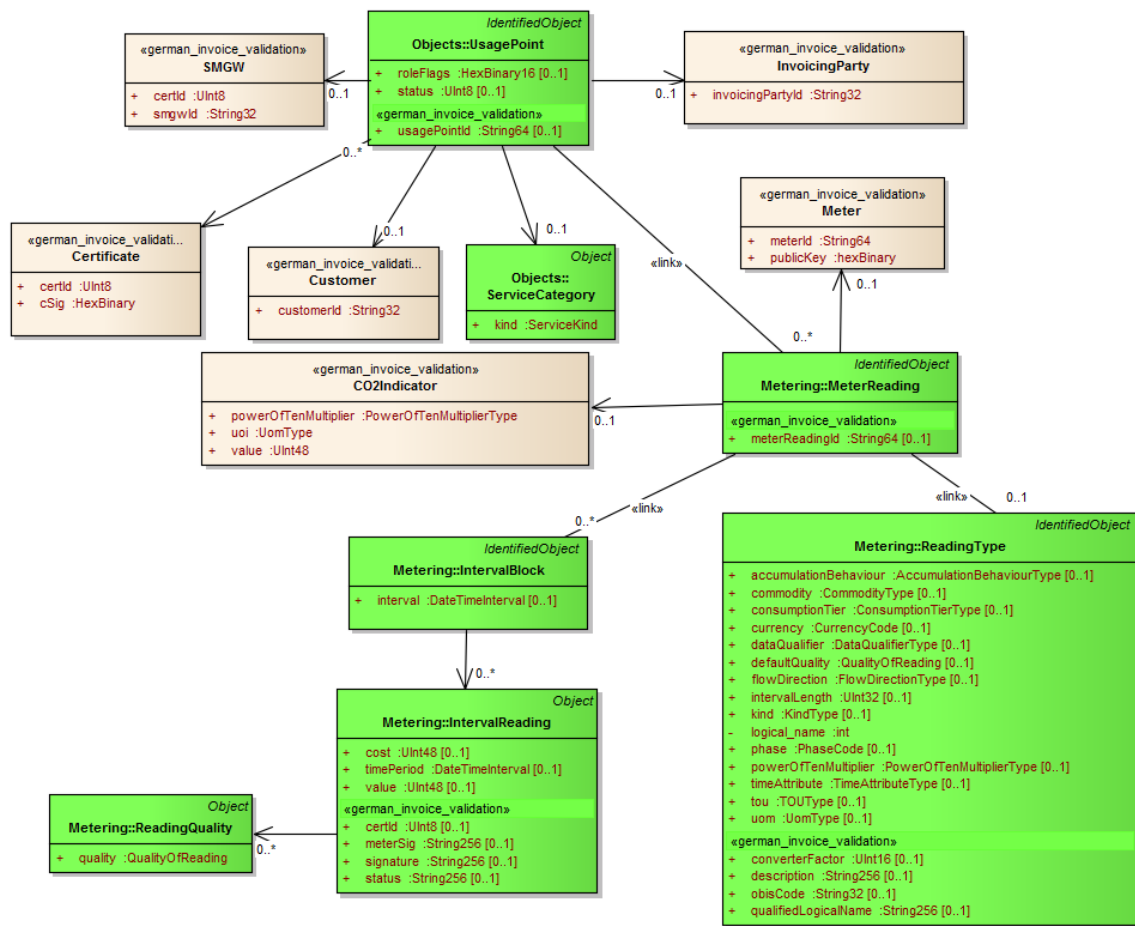 IdentifiedObject
Objects::UsagePoint
+ roleFlags :HexBinary16 [0..1]
+ status :UInt8 [0..1]
«german_invoice_validation»
+ usagePointId :String64 [0..1]
«german_invoice_validation»
SMGW
+ certId :UInt8
+ smgwId :String32
0..1
«german_invoice_validation»
InvoicingParty
+ invoicingPartyId :String32
0..1
0..*
«german_invoice_validati...
Certificate
+ certId :UInt8
+ cSig :HexBinary
0..1
«german_invoice_validati...
Customer
+ customerId :String32
0..1
Object
Objects::
ServiceCategory
+ kind :ServiceKind
«link»
0..*
«german_invoice_validation»
Meter
+ meterId :String64
+ publicKey :hexBinary
0..1
«german_invoice_validation»
CO2Indicator
+ powerOfTenMultiplier :PowerOfTenMultiplierType
+ uoi :UomType
+ value :UInt48
0..1
IdentifiedObject
Metering::MeterReading
«german_invoice_validation»
+ meterReadingId :String64 [0..1]
«link»
0..*
«link»
0..1
IdentifiedObject
Metering::IntervalBlock
+ interval :DateTimeInterval [0..1]
0..*
IdentifiedObject
Metering::ReadingType
+ accumulationBehaviour :AccumulationBehaviourType [0..1]
+ commodity :CommodityType [0..1]
+ consumptionTier :ConsumptionTierType [0..1]
+ currency :CurrencyCode [0..1]
+ dataQualifier :DataQualifierType [0..1]
+ defaultQuality :QualityOfReading [0..1]
+ flowDirection :FlowDirectionType [0..1]
+ intervalLength :UInt32 [0..1]
+ kind :KindType [0..1]
- logical_name :int
+ phase :PhaseCode [0..1]
+ powerOfTenMultiplier :PowerOfTenMultiplierType [0..1]
+ timeAttribute :TimeAttributeType [0..1]
+ tou :TOUType [0..1]
+ uom :UomType [0..1]
«german_invoice_validation»
+ converterFactor :UInt16 [0..1]
+ description :String256 [0..1]
+ obisCode :String32 [0..1]
+ qualifiedLogicalName :String256 [0..1]
Object
Metering::IntervalReading
+ cost :UInt48 [0..1]
+ timePeriod :DateTimeInterval [0..1]
+ value :UInt48 [0..1]
«german_invoice_validation»
+ certId :UInt8 [0..1]
+ meterSig :String256 [0..1]
+ signature :String256 [0..1]
+ status :String256 [0..1]
Object
Metering::ReadingQuality
+ quality :QualityOfReading
0..*